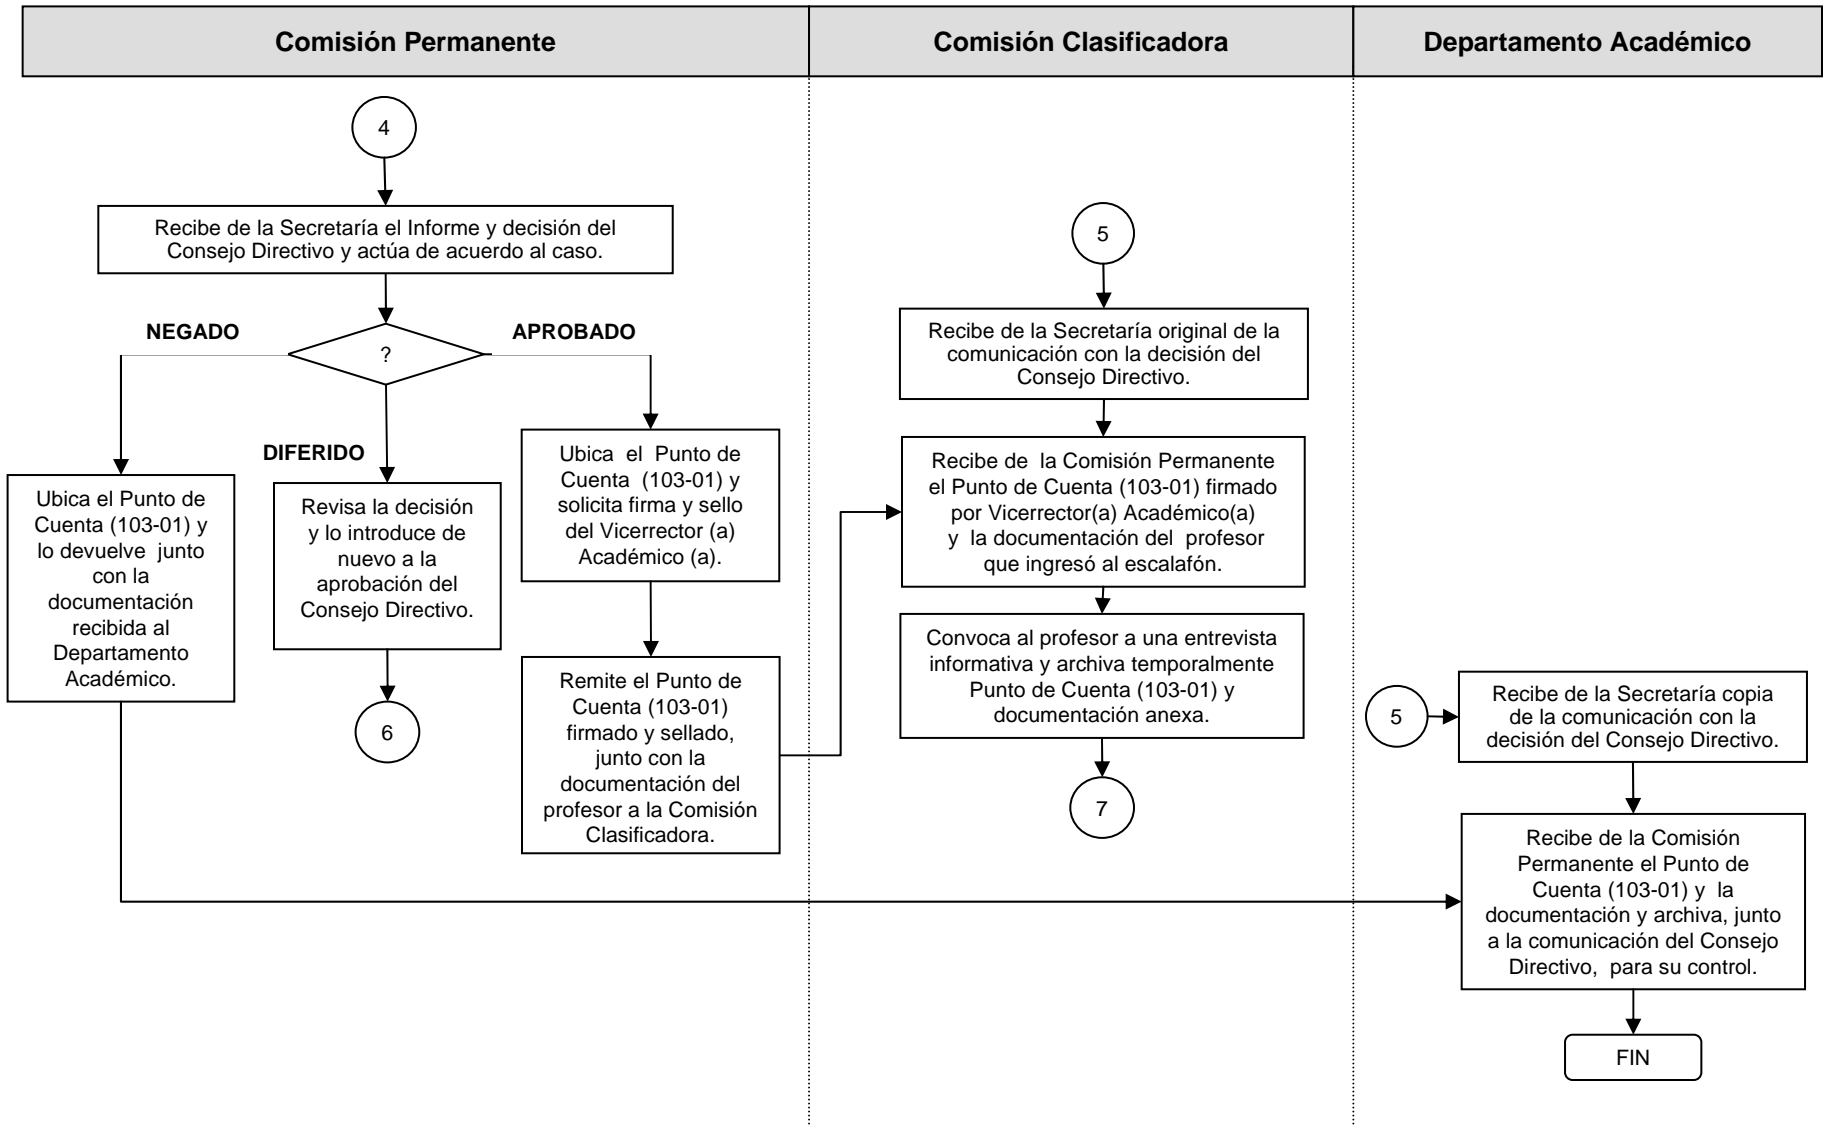 Comisión Permanente
Comisión Clasificadora
Departamento Académico
4
Recibe de la Secretaría el Informe y decisión del
Consejo Directivo y actúa de acuerdo al caso.
?
NEGADO
APROBADO
DIFERIDO
Ubica el Punto de
Cuenta (103-01) y
lo devuelve junto
con la
documentación
recibida al
Departamento
Académico.
Revisa la decisión
y lo introduce de
nuevo a la
aprobación del
Consejo Directivo.
6
Ubica el Punto de
Cuenta (103-01) y
solicita firma y sello
del Vicerrector (a)
Académico (a).
Remite el Punto de
Cuenta (103-01)
firmado y sellado,
junto con la
documentación del
profesor a la Comisión
Clasificadora.
5
Recibe de la Secretaría original de la
comunicación con la decisión del
Consejo Directivo.
Recibe de la Comisión Permanente
el Punto de Cuenta (103-01) firmado
por Vicerrector(a) Académico(a)
y la documentación del profesor
que ingresó al escalafón.
Convoca al profesor a una entrevista
informativa y archiva temporalmente
Punto de Cuenta (103-01) y
documentación anexa.
7
5
Recibe de la Secretaría copia
de la comunicación con la
decisión del Consejo Directivo.
Recibe de la Comisión
Permanente el Punto de
Cuenta (103-01) y la
documentación y archiva, junto
a la comunicación del Consejo
Directivo, para su control.
FIN